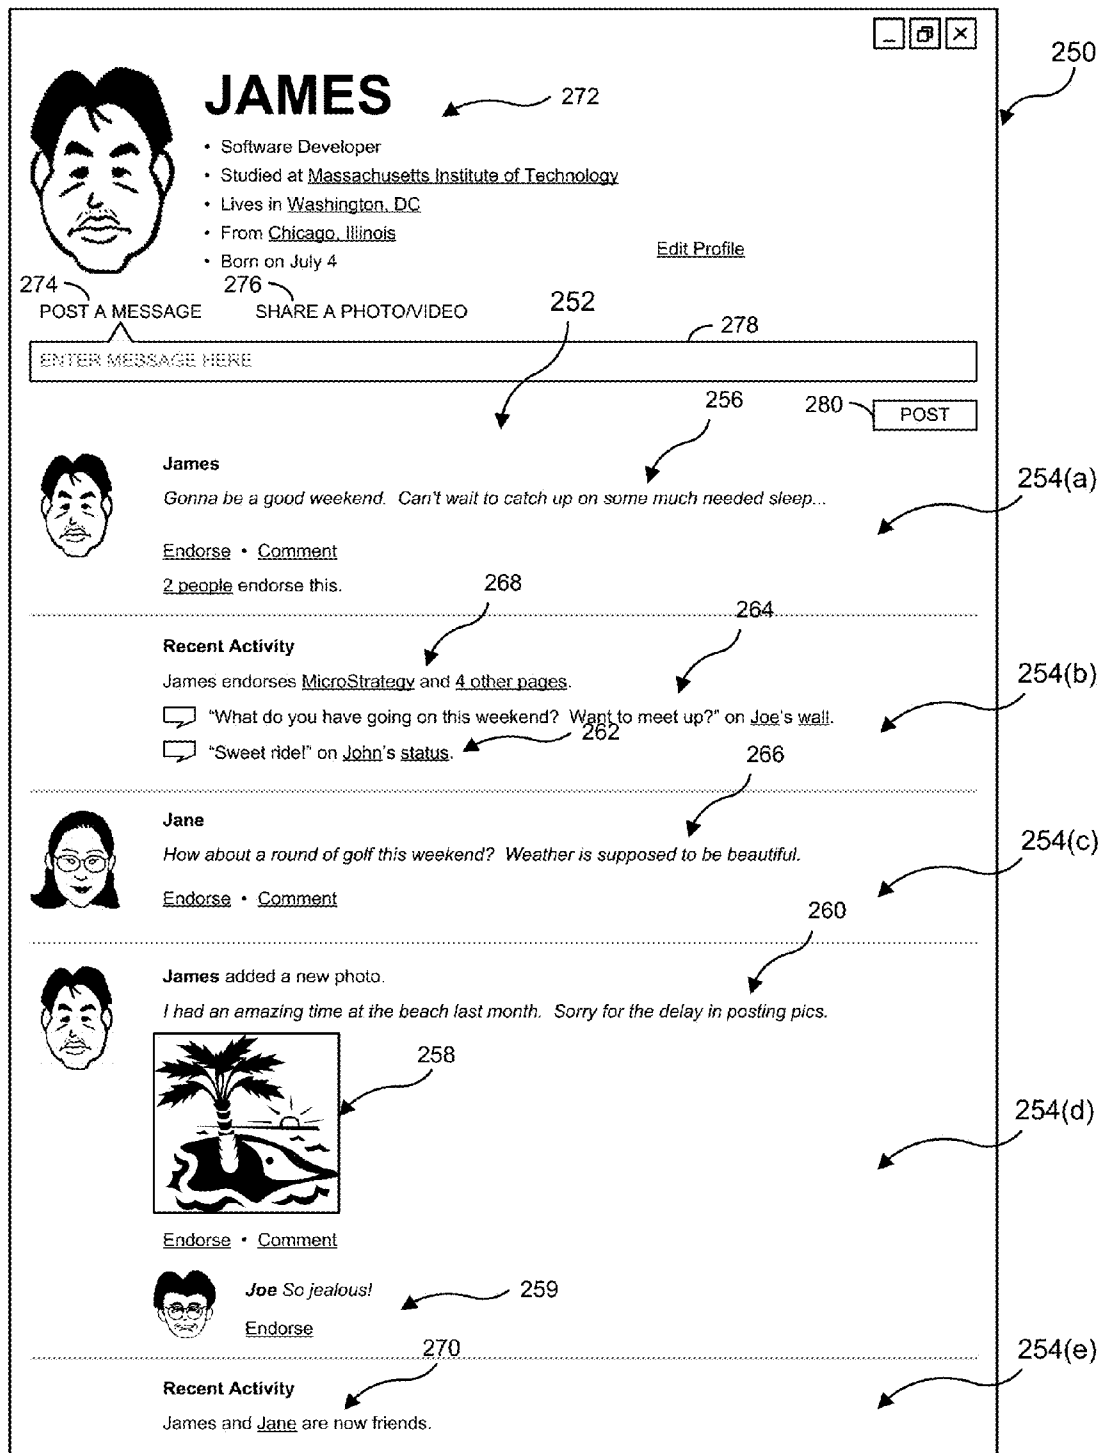 250
JAMES
272
• Software Developer
• Studied at Massachusetts Institute of Technology
• Lives in Washington, DC
• From Chicago, Illinois
• Born on July 4
Edit Profile
274
276
POST A MESSAGE
SHARE A PHOTO/VIDEO
252
278
ENTER MESSAGE HERE
256
280
POST
James
254(a)
Gonna be a good weekend. Can't wait to catch up on some much needed sleep...
Endorse • Comment
2 people endorse this.
268
264
Recent Activity
254(b)
James endorses MicroStrategy and 4 other pages.
"What do you have going on this weekend? Want to meet up?" on Joe's wall.
262
"Sweet ride!" on John's status.
266
Jane
254(c)
How about a round of golf this weekend? Weather is supposed to be beautiful.
Endorse • Comment
260
James added a new photo.
I had an amazing time at the beach last month. Sorry for the delay in posting pics.
258
254(d)
Endorse • Comment
Joe So jealous!
259
Endorse
270
254(e)
Recent Activity
James and Jane are now friends.